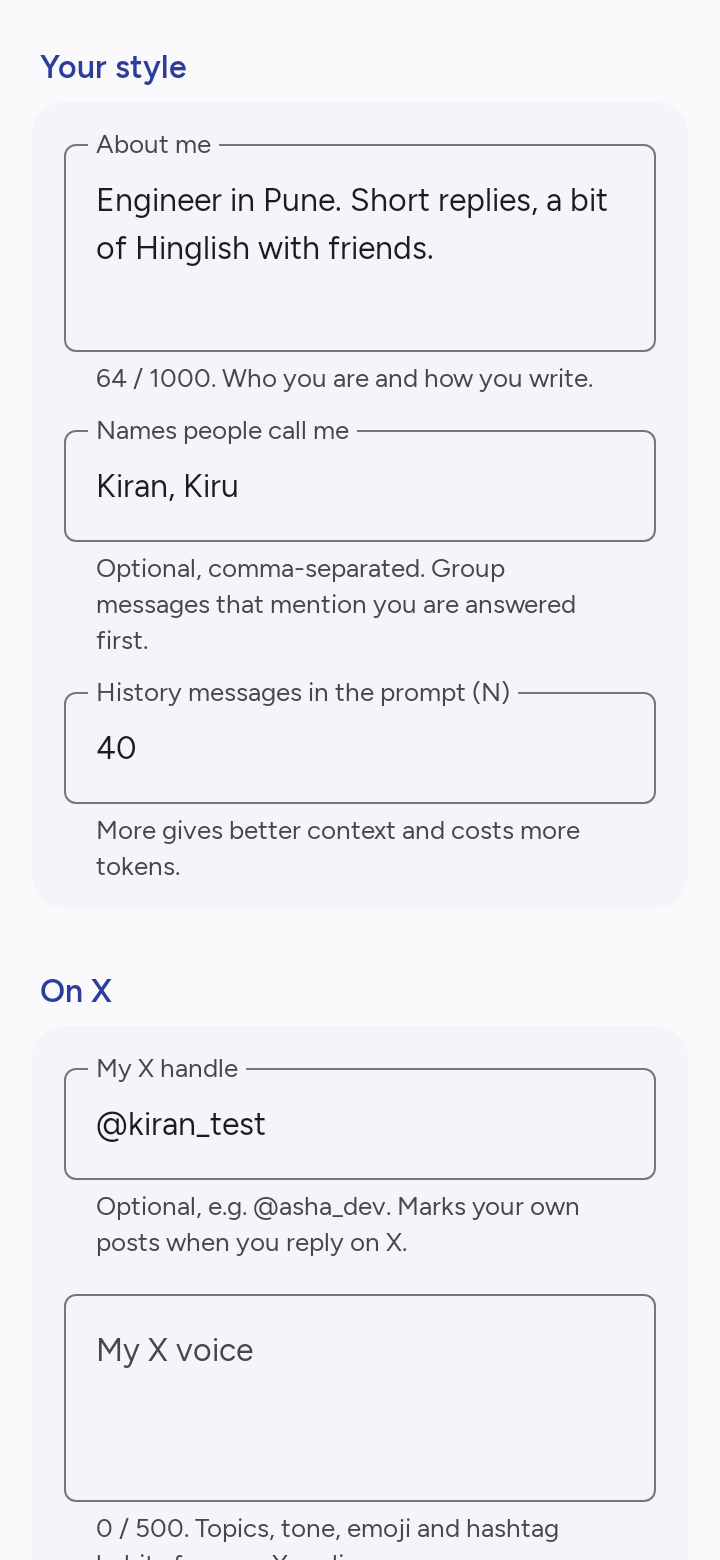 Your style
About me
Engineer in Pune. Short replies, a bit
of Hinglish with friends.
64 / 1000. Who you are and how you write.
Names people call me
Kiran, Kiru
Optional, comma-separated. Group
messages that mention you are answered
first.
History messages in the prompt (N)
40
More gives better context and costs more
tokens.
On X
My X handle
@kiran_test
Optional, e.g. @asha_dev. Marks your own
posts when you reply on X.
My X voice
0 / 500. Topics, tone, emoji and hashtag